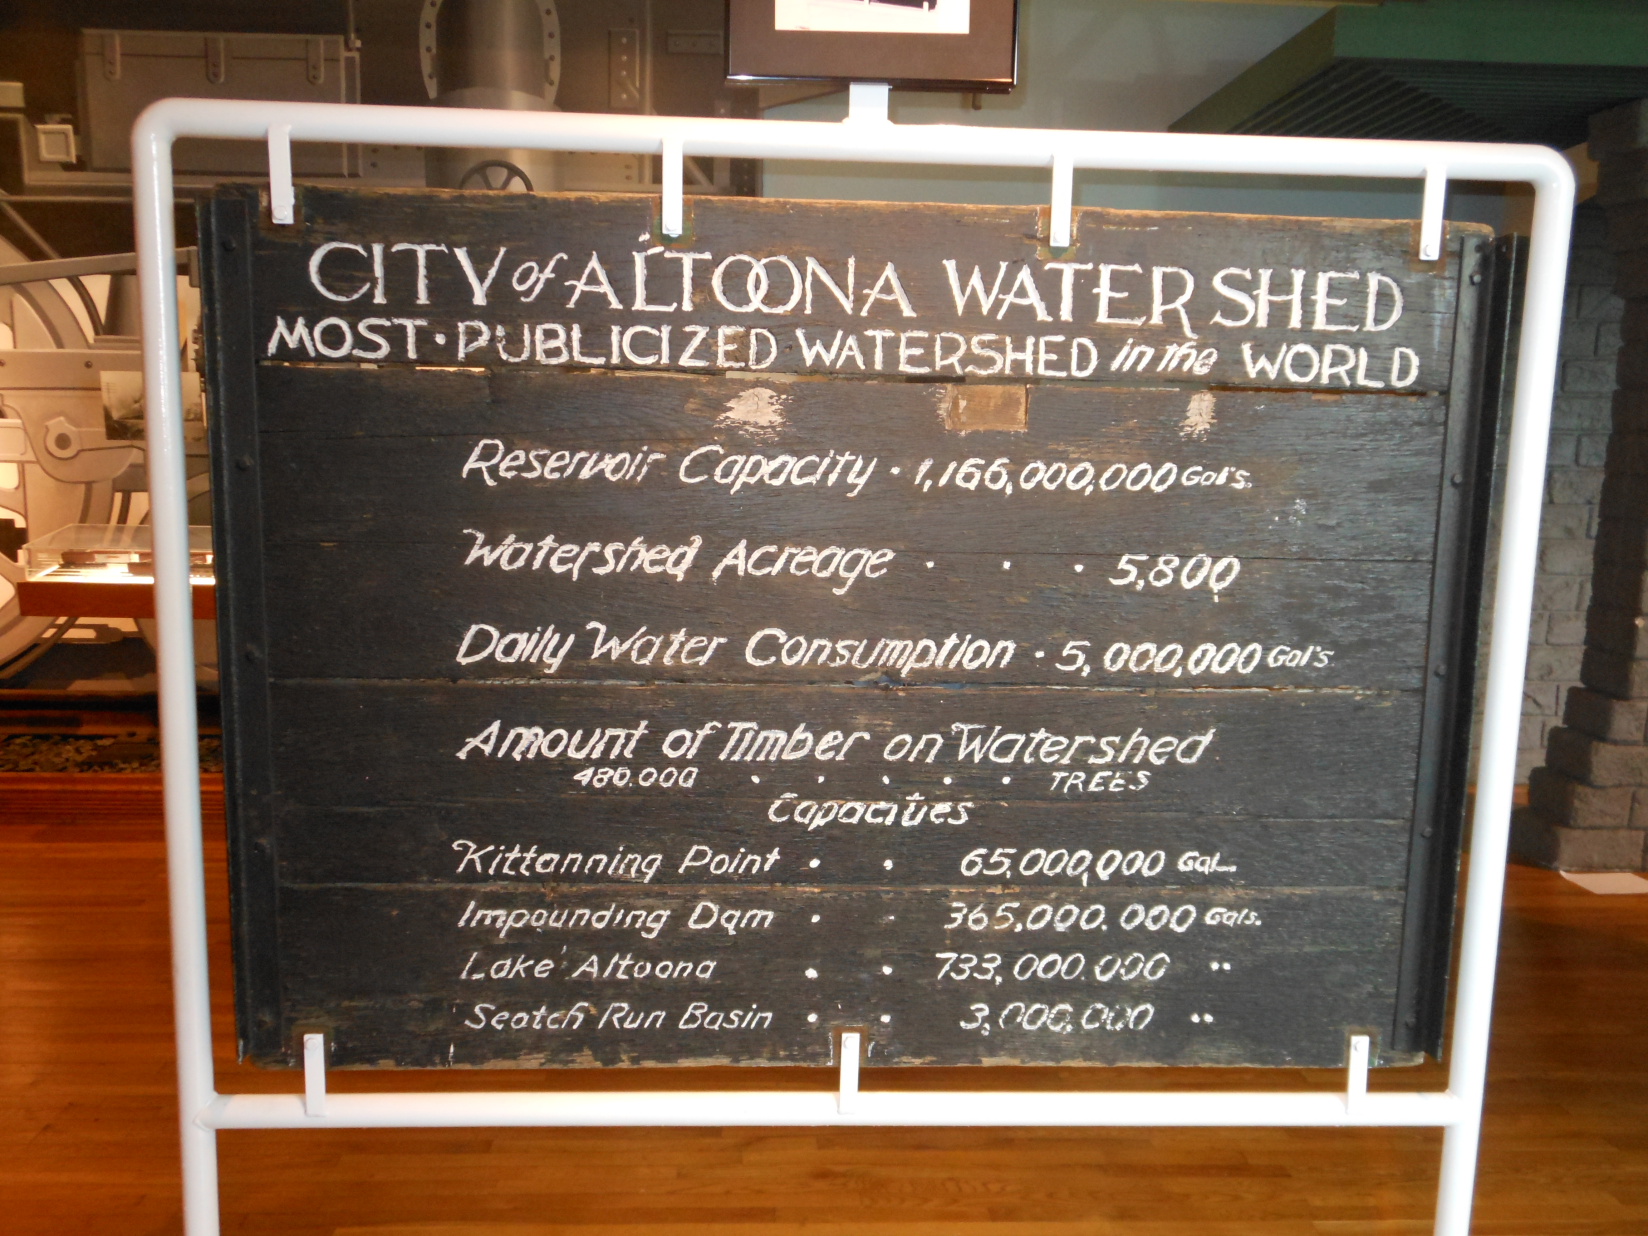 CITY of ALTOONA WATERSHED
MOST · PUBLICIZED WATERSHED in the WORLD
Reservoir Capacity · 1,166,000,000 Gal's.
Watershed Acreage · · · 5,800
Daily Water Consumption · 5,000,000 Gal's
Amount of Timber on Watershed
480.000 · · · · · TREES
Capacities
Kittanning Point · · 65,000,000 Gal.
Impounding Dam · · 365,000.000 Gals.
Lake Altoona · · 733,000.000 "
Scotch Run Basin · · 3,000,000 "